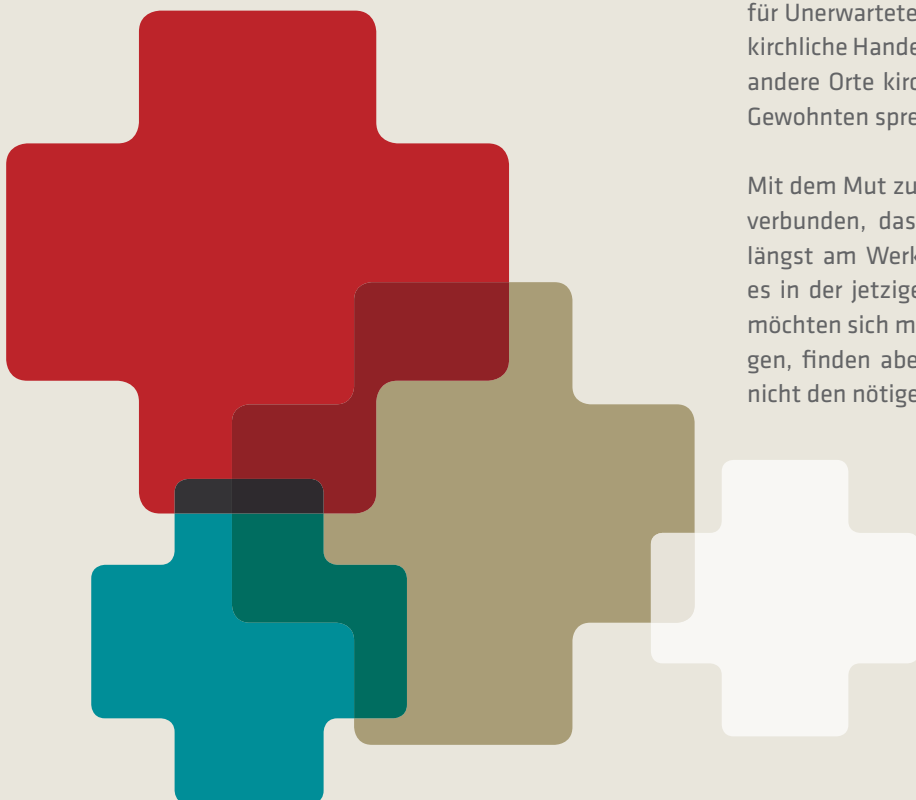 für Unerwartete
kirchliche Hande
andere Orte kirc
Gewohnten spre
Mit dem Mut zu
verbunden, das
längst am Werk
es in der jetzige
möchten sich m
gen, finden abe
nicht den nötige